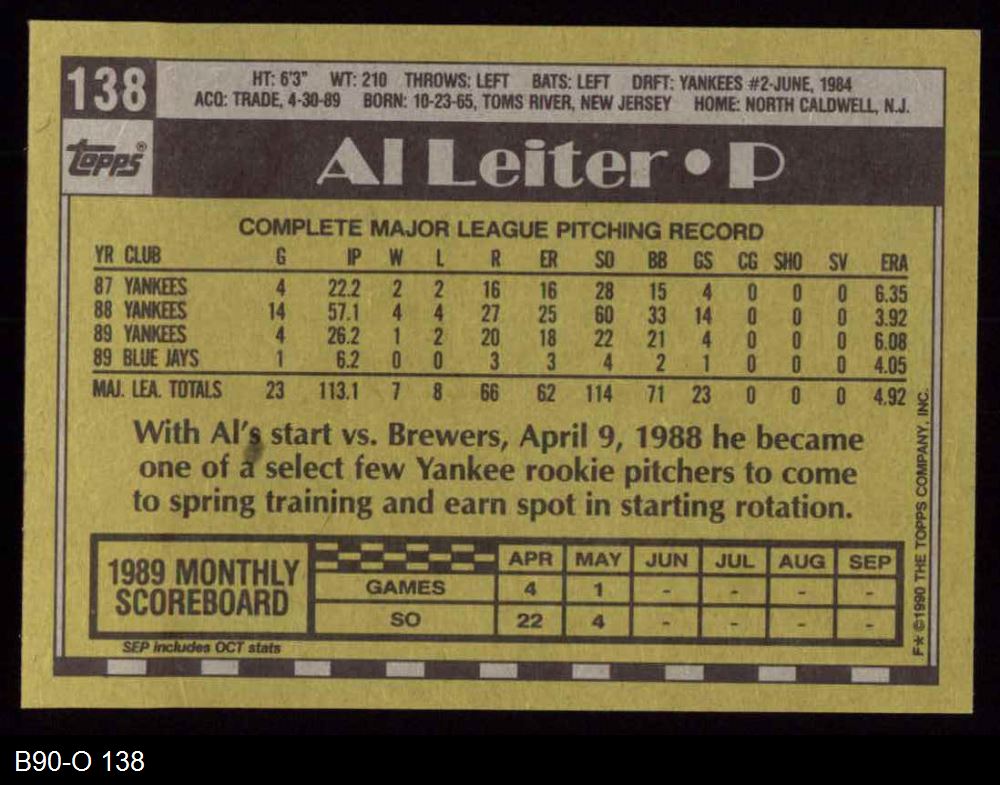 138
HT: 6'3" WT: 210 THROWS: LEFT BATS: LEFT DRFT: YANKEES #2-JUNE, 1984
ACQ: TRADE, 4-30-89 BORN: 10-23-65, TOMS RIVER, NEW JERSEY HOME: NORTH CALDWELL, N.J.
topps®
Al Leiter • P
COMPLETE MAJOR LEAGUE PITCHING RECORD
YR CLUB G IP W L R ER SO BB GS CG SHO SV ERA
87 YANKEES 4 22.2 2 2 16 16 28 15 4 0 0 0 6.35
88 YANKEES 14 57.1 4 4 27 25 60 33 14 0 0 0 3.92
89 YANKEES 4 26.2 1 2 20 18 22 21 4 0 0 0 6.08
89 BLUE JAYS 1 6.2 0 0 3 3 4 2 1 0 0 0 4.05
MAJ. LEA. TOTALS 23 113.1 7 8 66 62 114 71 23 0 0 0 4.92
With Al's start vs. Brewers, April 9, 1988 he became
one of a select few Yankee rookie pitchers to come
to spring training and earn spot in starting rotation.
1989 MONTHLY
SCOREBOARD
APR MAY JUN JUL AUG SEP
GAMES 4 1 - - - -
SO 22 4 - - - -
SEP includes OCT stats
F* © 1990 THE TOPPS COMPANY, INC.
B90-O 138